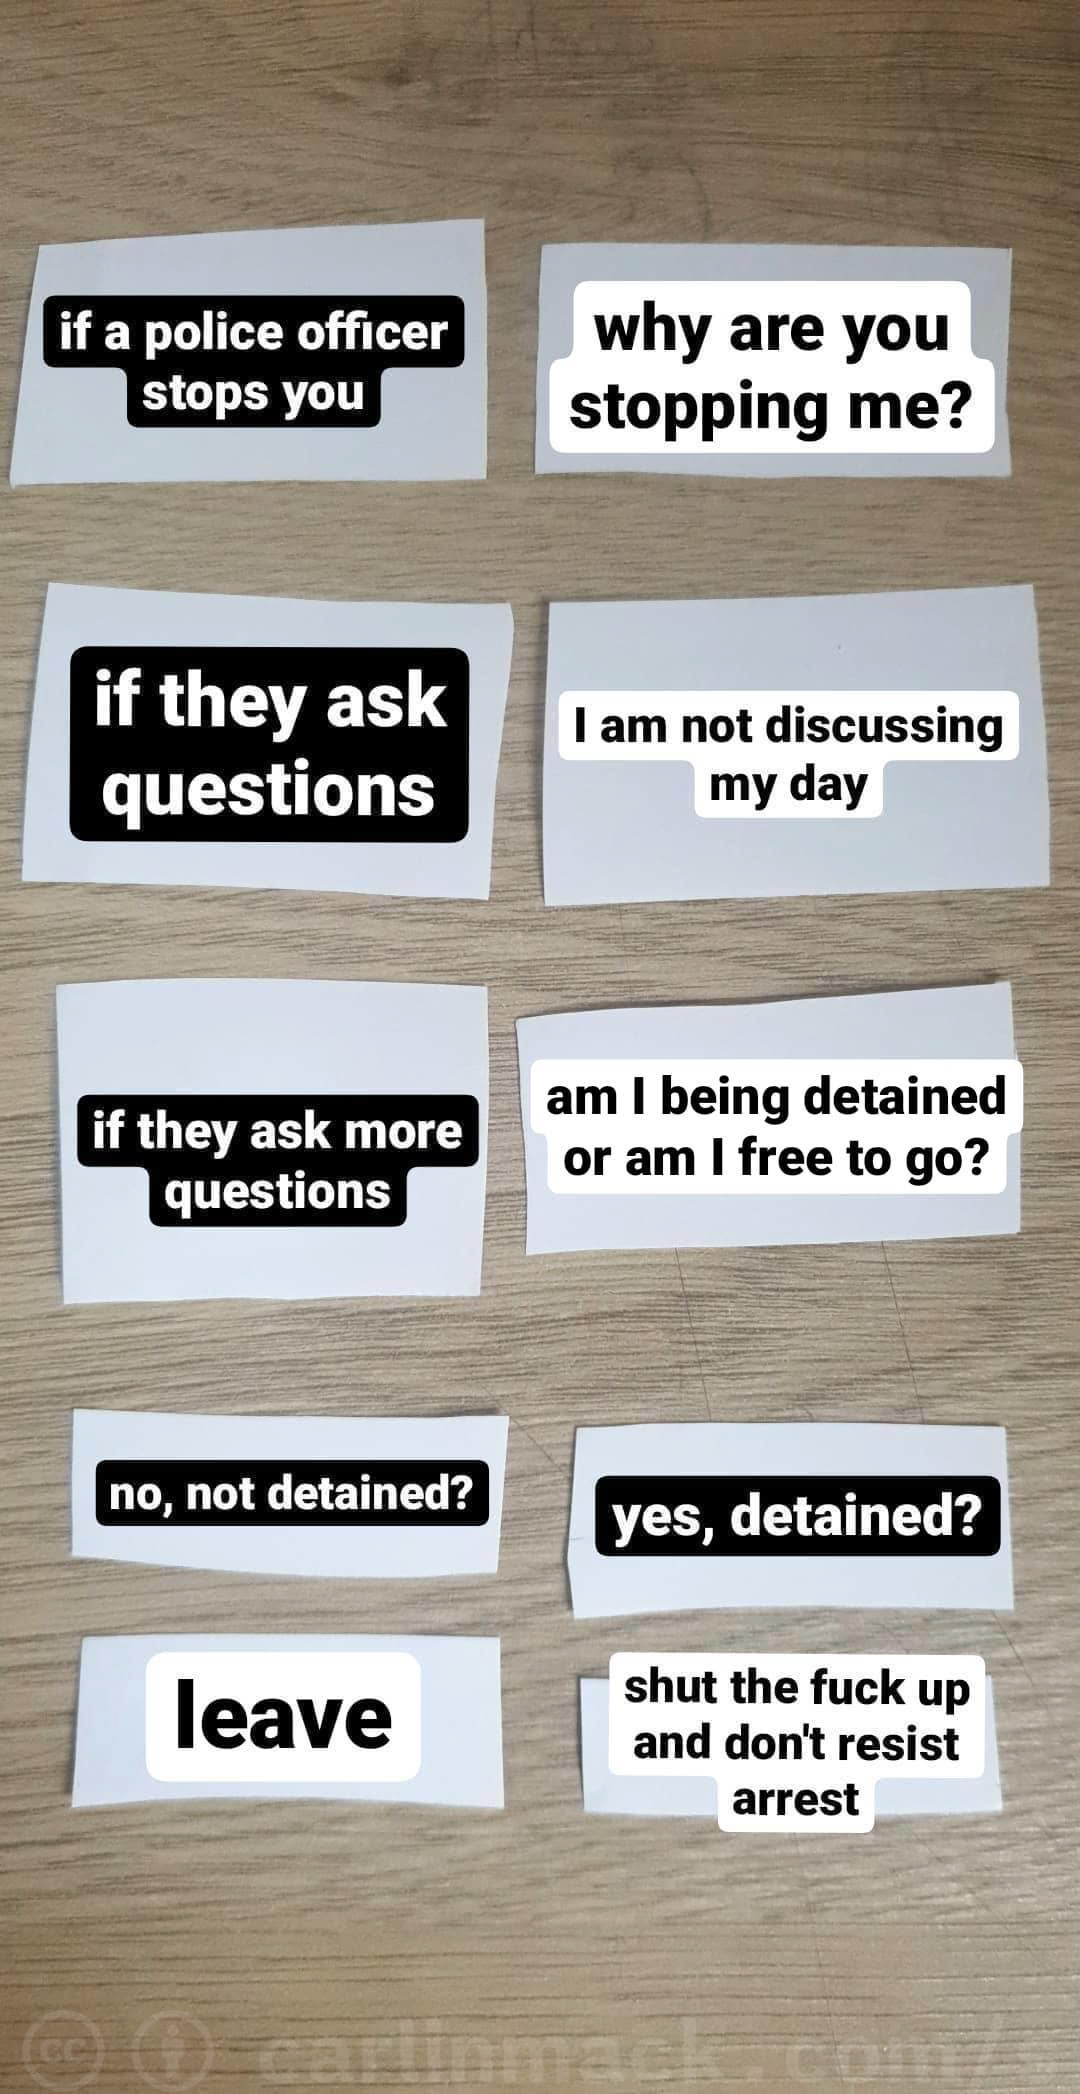 if a police officer
stops you
why are you
stopping me?
if they ask
questions
I am not discussing
my day
if they ask more
questions
am I being detained
or am I free to go?
no, not detained?
yes, detained?
leave
shut the fuck up
and don't resist
arrest
cc
carlinmack.com/